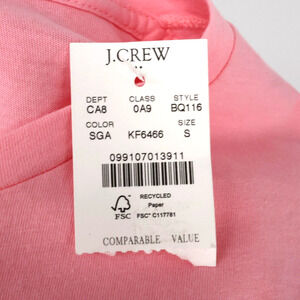 J.CREW
DEPT CLASS STYLE
CA8 0A9 BQ116
COLOR SIZE
SGA KF6466 S
099107013911
RECYCLED
Paper
FSC
FSC® C117781
COMPARABLE VALUE